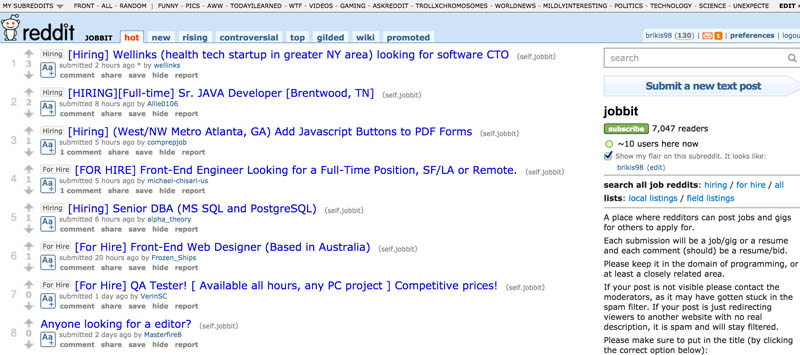 MY SUBREDDITS ▾ FRONT - ALL - RANDOM | FUNNY - PICS - AWW - TODAYILEARNED - WTF - VIDEOS - GAMING - ASKREDDIT - TROLLXCHROMOSOMES - WORLDNEWS - MILDLYINTERESTING - POLITICS - TECHNOLOGY - SCIENCE - UNEXPECTE EDIT
reddit JOBBIT hot new rising controversial top gilded wiki promoted brikis98 (130) | 1 | preferences | logou
1 3 Hiring [Hiring] Wellinks (health tech startup in greater NY area) looking for software CTO (self.jobbit)
Aa+ submitted 2 hours ago * by wellinks
comment share save hide report
2 2 Hiring [HIRING][Full-time] Sr. JAVA Developer [Brentwood, TN] (self.jobbit)
Aa+ submitted 8 hours ago by Allie0106
comment share save hide report
3 1 Hiring [Hiring] (West/NW Metro Atlanta, GA) Add Javascript Buttons to PDF Forms (self.jobbit)
Aa+ submitted 5 hours ago by comprepjob
1 comment share save hide report
4 1 For Hire [FOR HIRE] Front-End Engineer Looking for a Full-Time Position, SF/LA or Remote. (self.jobbit)
Aa+ submitted 5 hours ago by michael-chisari-us
1 comment share save hide report
5 1 Hiring [Hiring] Senior DBA (MS SQL and PostgreSQL) (self.jobbit)
Aa+ submitted 6 hours ago by alpha_theory
comment share save hide report
6 1 For Hire [For Hire] Front-End Web Designer (Based in Australia) (self.jobbit)
Aa+ submitted 20 hours ago by Frozen_Ships
comment share save hide report
7 0 For Hire [For Hire] QA Tester! [ Available all hours, any PC project ] Competitive prices! (self.jobbit)
Aa+ submitted 1 day ago by VerinSC
comment share save hide report
8 0 Anyone looking for a editor? (self.jobbit)
Aa+ submitted 2 days ago by Masterfire8
comment share save hide report
search
Submit a new text post
jobbit
subscribe 7,047 readers
~10 users here now
Show my flair on this subreddit. It looks like:
brikis98 (edit)
search all job reddits: hiring / for hire / all
lists: local listings / field listings
A place where redditors can post jobs and gigs
for others to apply for.
Each submission will be a job/gig or a resume
and each comment (should) be a resume/bid.
Please keep it in the domain of programming, or
at least a closely related area.
If your post is not visible please contact the
moderators, as it may have gotten stuck in the
spam filter. If your post is just redirecting
viewers to another website with no real
description, it is spam and will stay filtered.
Please make sure to put in the title (by clicking
the correct option below):